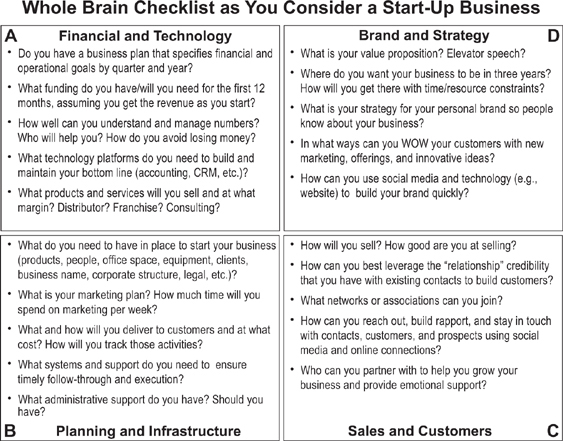 Whole Brain Checklist as You Consider a Start-Up Business
A Financial and Technology
• Do you have a business plan that specifies financial and
operational goals by quarter and year?
• What funding do you have/will you need for the first 12
months, assuming you get the revenue as you start?
• How well can you understand and manage numbers?
Who will help you? How do you avoid losing money?
• What technology platforms do you need to build and
maintain your bottom line (accounting, CRM, etc.)?
• What products and services will you sell and at what
margin? Distributor? Franchise? Consulting?
Brand and Strategy D
• What is your value proposition? Elevator speech?
• Where do you want your business to be in three years?
How will you get there with time/resource constraints?
• What is your strategy for your personal brand so people
know about your business?
• In what ways can you WOW your customers with new
marketing, offerings, and innovative ideas?
• How can you use social media and technology (e.g.,
website) to build your brand quickly?
• What do you need to have in place to start your business
(products, people, office space, equipment, clients,
business name, corporate structure, legal, etc.)?
• What is your marketing plan? How much time will you
spend on marketing per week?
• What and how will you deliver to customers and at what
cost? How will you track those activities?
• What systems and support do you need to ensure
timely follow-through and execution?
• What administrative support do you have? Should you
have?
B Planning and Infrastructure
• How will you sell? How good are you at selling?
• How can you best leverage the “relationship” credibility
that you have with existing contacts to build customers?
• What networks or associations can you join?
• How can you reach out, build rapport, and stay in touch
with contacts, customers, and prospects using social
media and online connections?
• Who can you partner with to help you grow your
business and provide emotional support?
Sales and Customers C